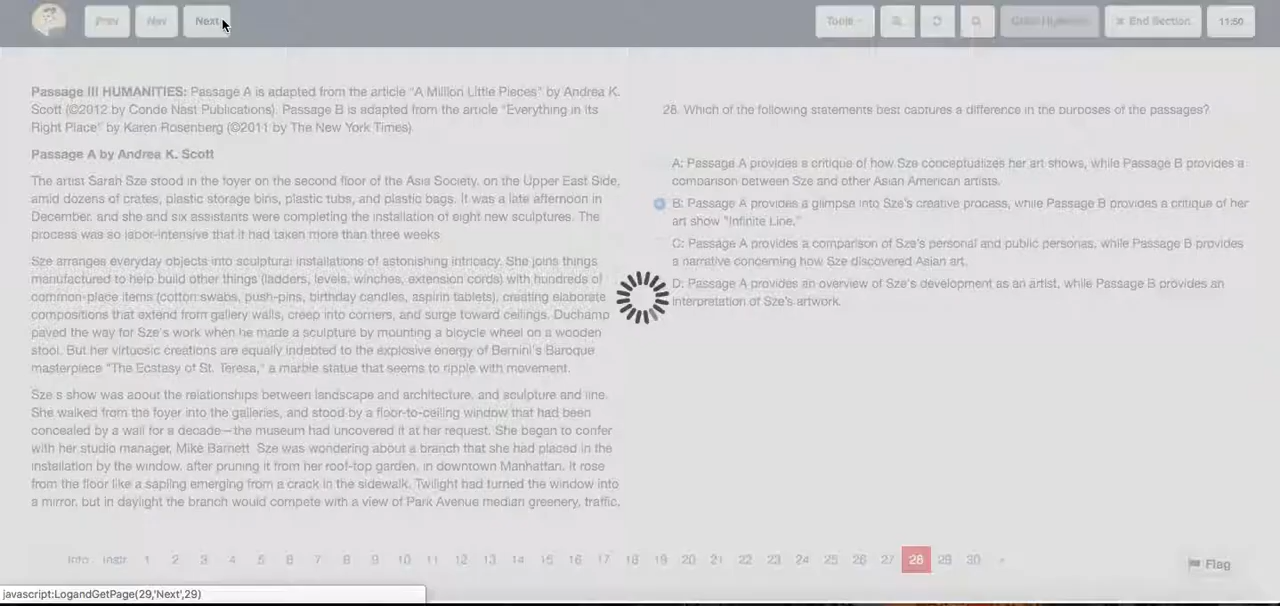 Prev
Nav
Next
Tools
End Section
11:50
Passage III HUMANITIES: Passage A is adapted from the article "A Million Little Pieces" by Andrea K.
Scott (©2012 by Conde Nast Publications). Passage B is adapted from the article "Everything in Its
Right Place" by Karen Rosenberg (©2011 by The New York Times).
Passage A by Andrea K. Scott
The artist Sarah Sze stood in the foyer on the second floor of the Asia Society, on the Upper East Side,
amid dozens of crates, plastic storage bins, plastic tubs, and plastic bags. It was a late afternoon in
December, and she and six assistants were completing the installation of eight new sculptures. The
process was so labor-intensive that it had taken more than three weeks
Sze arranges everyday objects into sculptural installations of astonishing intricacy. She joins things
manufactured to help build other things (ladders, levels, winches, extension cords) with hundreds of
common-place items (cotton swabs, push-pins, birthday candles, aspirin tablets), creating elaborate
compositions that extend from gallery walls, creep into corners, and surge toward ceilings. Duchamp
paved the way for Sze's work when he made a sculpture by mounting a bicycle wheel on a wooden
stool. But her virtuosic creations are equally indebted to the explosive energy of Bernini's Baroque
masterpiece "The Ecstasy of St. Teresa," a marble statue that seems to ripple with movement.
Sze s show was about the relationships between landscape and architecture, and sculpture and line.
She walked from the foyer into the galleries, and stood by a floor-to-ceiling window that had been
concealed by a wall for a decade—the museum had uncovered it at her request. She began to confer
with her studio manager, Mike Barnett Sze was wondering about a branch that she had placed in the
installation by the window, after pruning it from her roof-top garden, in downtown Manhattan. It rose
from the floor like a sapling emerging from a crack in the sidewalk. Twilight had turned the window into
a mirror, but in daylight the branch would compete with a view of Park Avenue median greenery, traffic,
28. Which of the following statements best captures a difference in the purposes of the passages?
A: Passage A provides a critique of how Sze conceptualizes her art shows, while Passage B provides a
comparison between Sze and other Asian American artists.
B: Passage A provides a glimpse into Sze's creative process, while Passage B provides a critique of her
art show "Infinite Line."
C: Passage A provides a comparison of Sze's personal and public personas, while Passage B provides
a narrative concerning how Sze discovered Asian art.
D: Passage A provides an overview of Sze's development as an artist, while Passage B provides an
interpretation of Sze's artwork.
Info Instr 1 2 3 4 5 6 7 8 9 10 11 12 13 14 15 16 17 18 19 20 21 22 23 24 25 26 27 28 29 30
Flag
javascript:LogandGetPage(29,'Next',29)